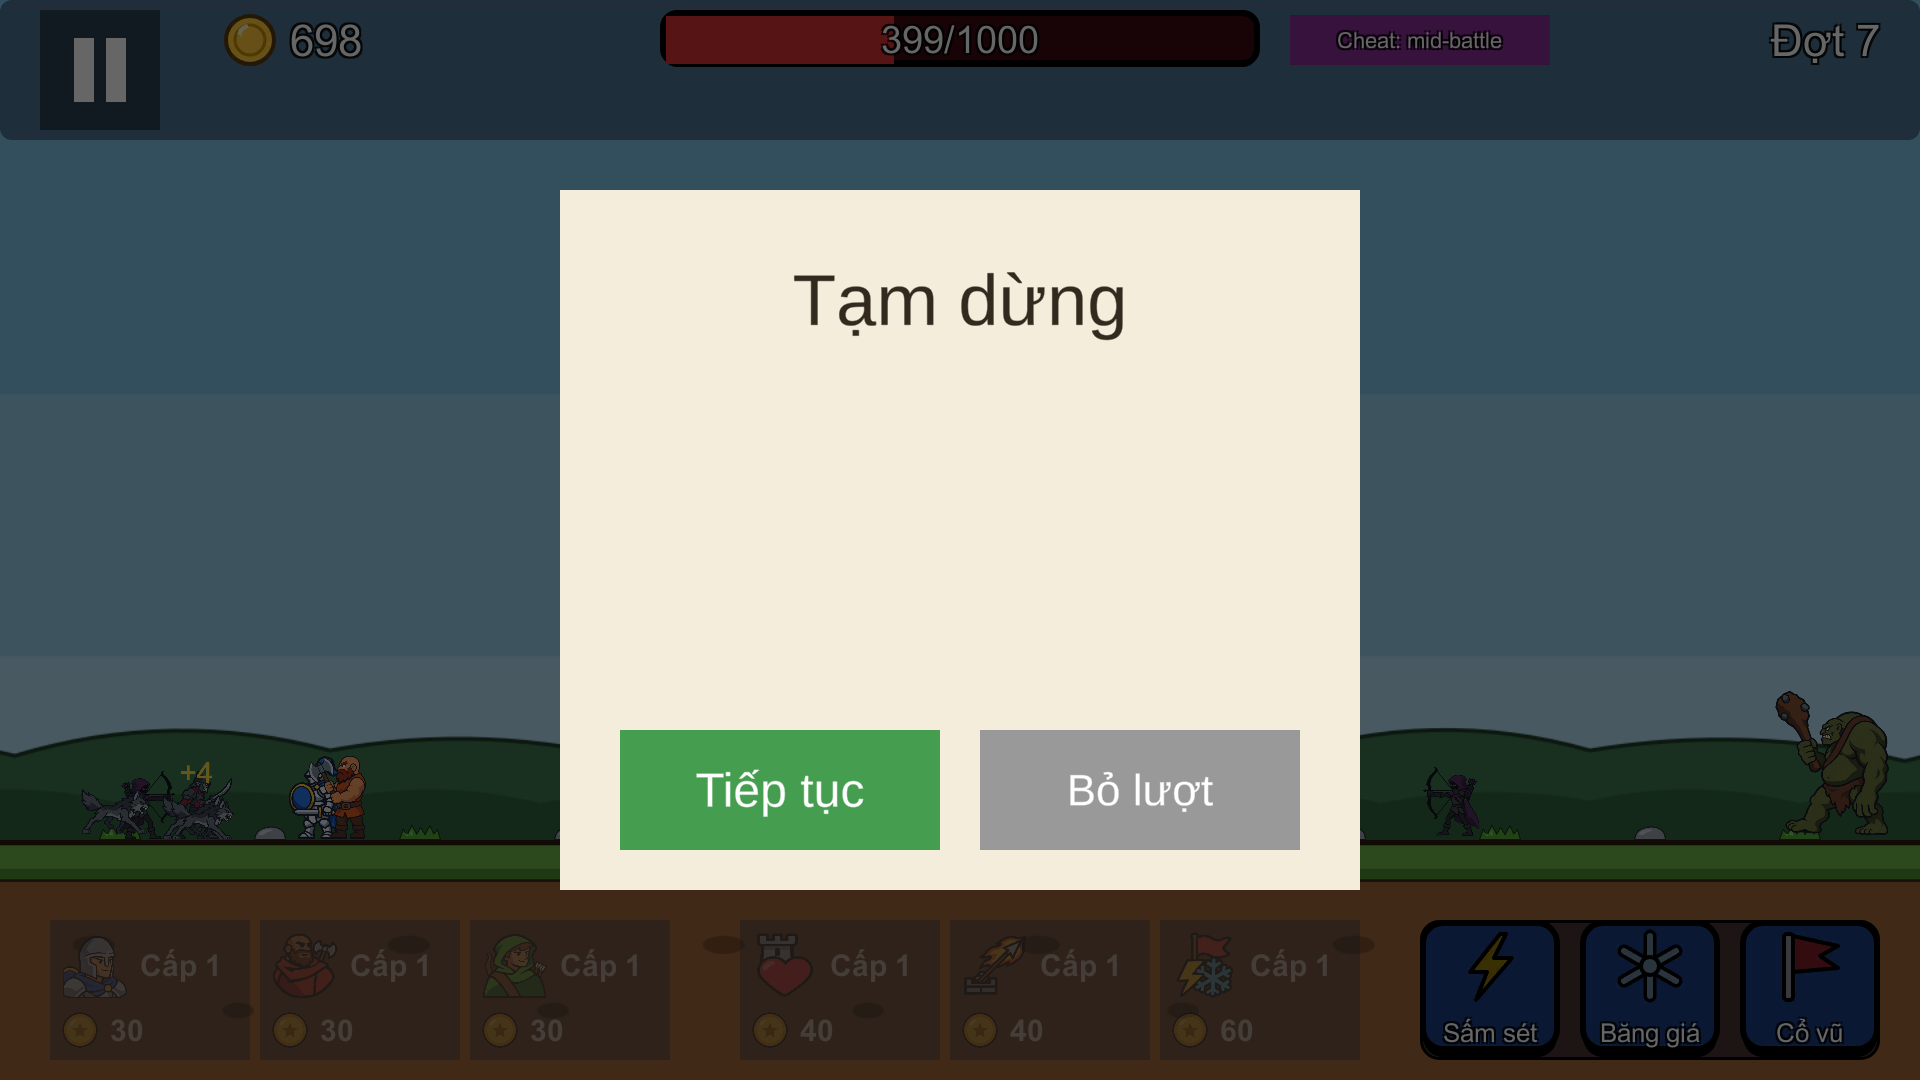 698
399/1000
Cheat: mid-battle
Đợt 7
Tạm dừng
+4
Tiếp tục
Bỏ lượt
Cấp 1
Cấp 1
Cấp 1
Cấp 1
Cấp 1
Cấp 1
30
30
30
40
40
60
Sấm sét
Băng giá
Cổ vũ